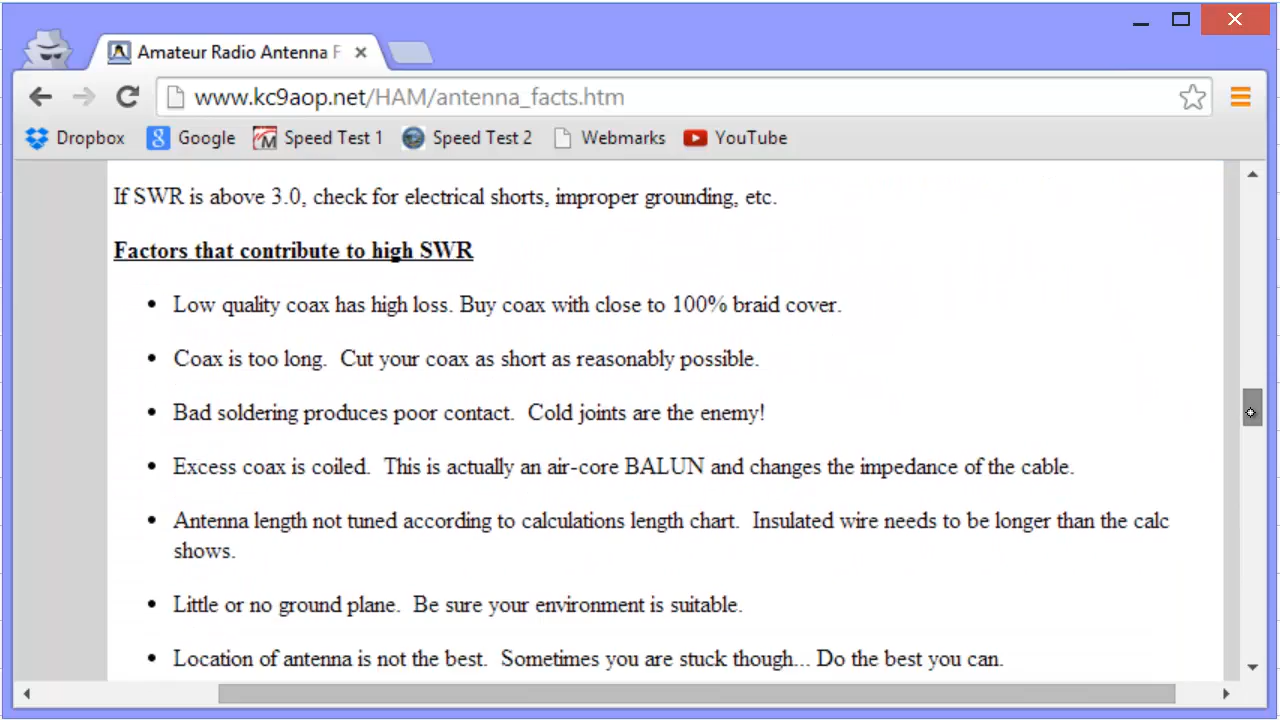 Amateur Radio Antenna F
www.kc9aop.net/HAM/antenna_facts.htm
Dropbox Google Speed Test 1 Speed Test 2 Webmarks YouTube
If SWR is above 3.0, check for electrical shorts, improper grounding, etc.
Factors that contribute to high SWR
• Low quality coax has high loss. Buy coax with close to 100% braid cover.
• Coax is too long.  Cut your coax as short as reasonably possible.
• Bad soldering produces poor contact.  Cold joints are the enemy!
• Excess coax is coiled.  This is actually an air-core BALUN and changes the impedance of the cable.
• Antenna length not tuned according to calculations length chart.  Insulated wire needs to be longer than the calc
shows.
• Little or no ground plane.  Be sure your environment is suitable.
• Location of antenna is not the best.  Sometimes you are stuck though... Do the best you can.